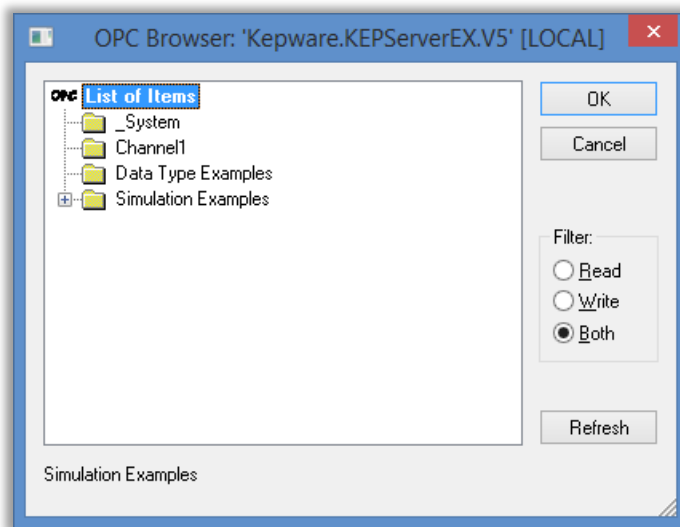 OPC Browser: 'Kepware.KEPServerEX.V5' [LOCAL]
OPC List of Items
_System
Channel1
Data Type Examples
Simulation Examples
OK
Cancel
Filter:
Read
Write
Both
Refresh
Simulation Examples